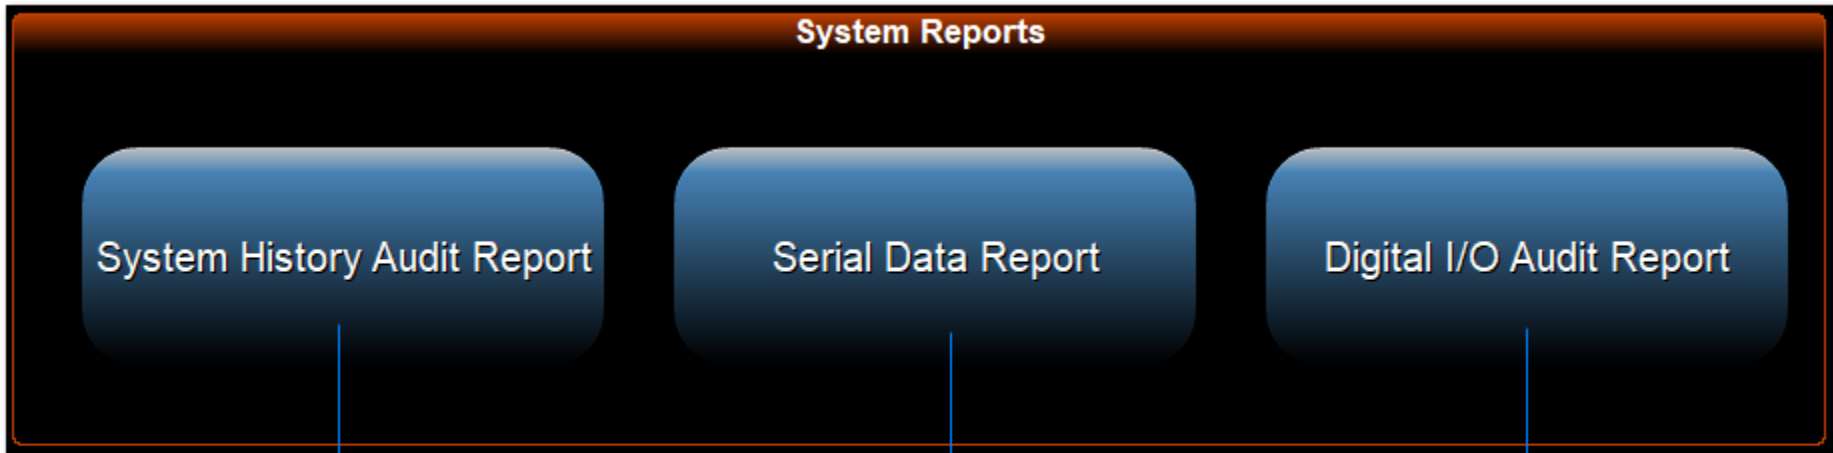 System Reports
System History Audit Report
Serial Data Report
Digital I/O Audit Report